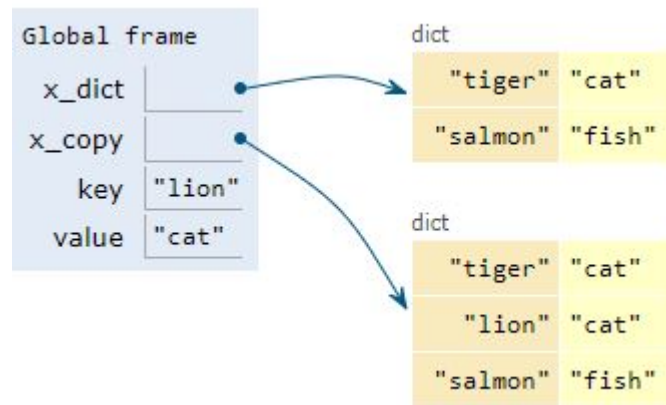 Global frame
x_dict
x_copy
key "lion"
value "cat"
dict
"tiger" "cat"
"salmon" "fish"
dict
"tiger" "cat"
"lion" "cat"
"salmon" "fish"